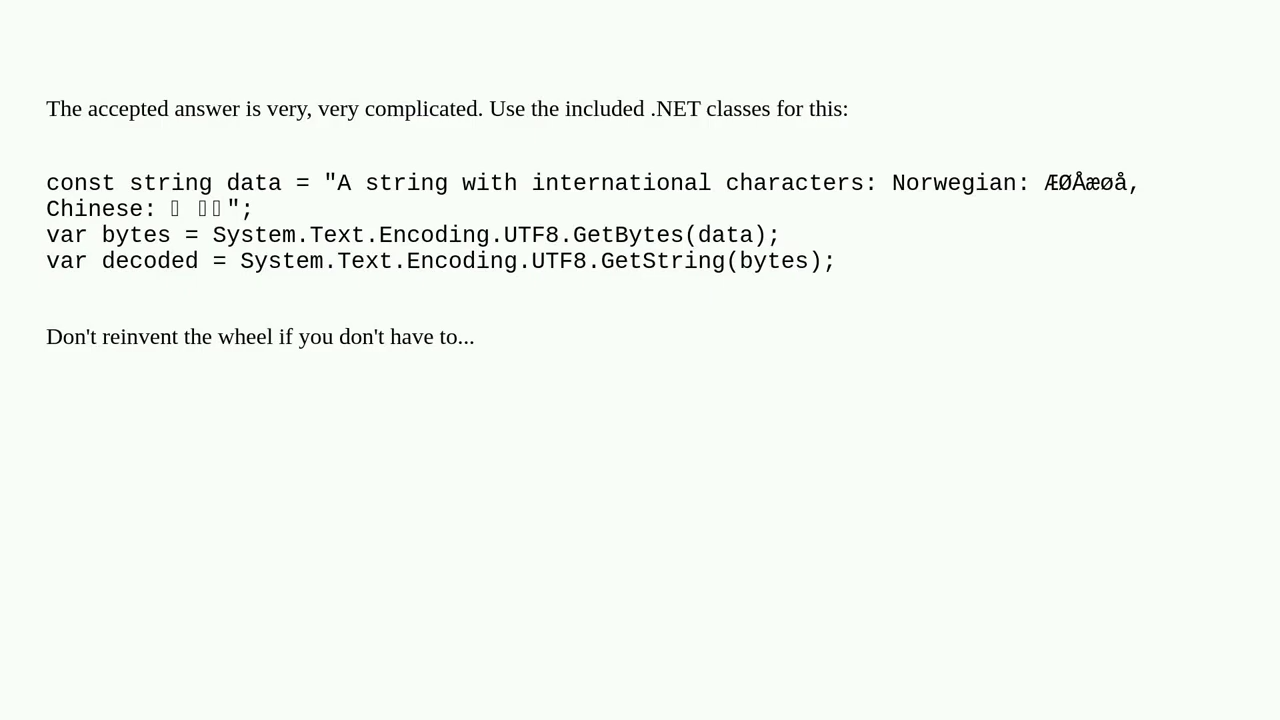 The accepted answer is very, very complicated. Use the included .NET classes for this:
const string data = "A string with international characters: Norwegian: ÆØÅæøå,
Chinese: ";
var bytes = System.Text.Encoding.UTF8.GetBytes(data);
var decoded = System.Text.Encoding.UTF8.GetString(bytes);
Don't reinvent the wheel if you don't have to...